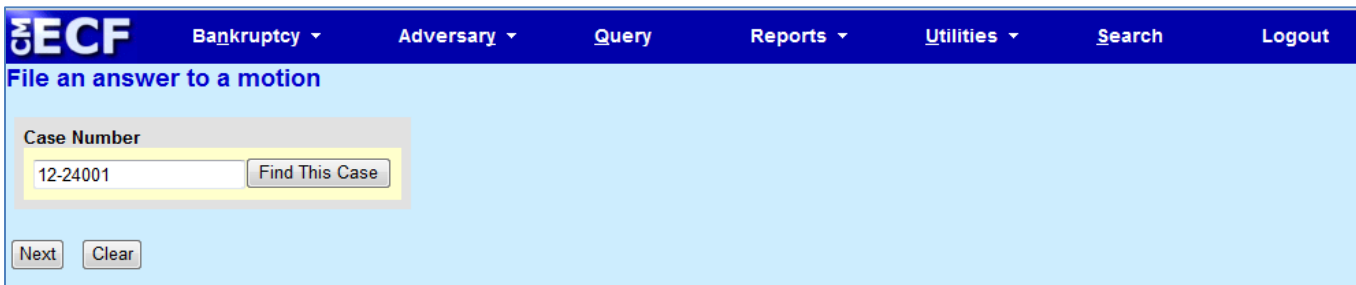 CM ECF Bankruptcy Adversary Query Reports Utilities Search Logout
File an answer to a motion
Case Number
12-24001 Find This Case
Next Clear